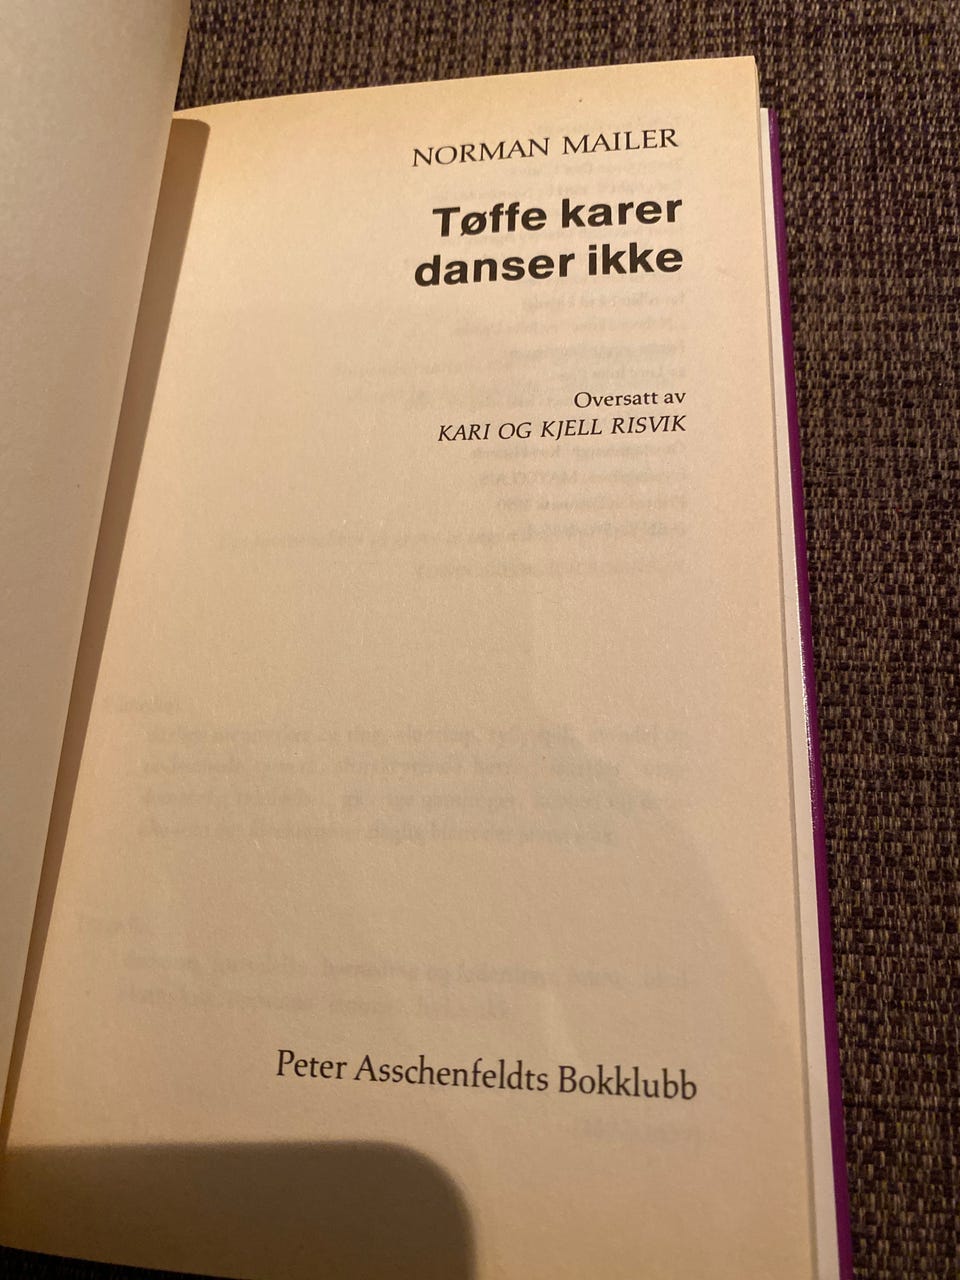 NORMAN MAILER
Tøffe karer
danser ikke
Oversatt av
KARI OG KJELL RISVIK
Peter Asschenfeldts Bokklubb